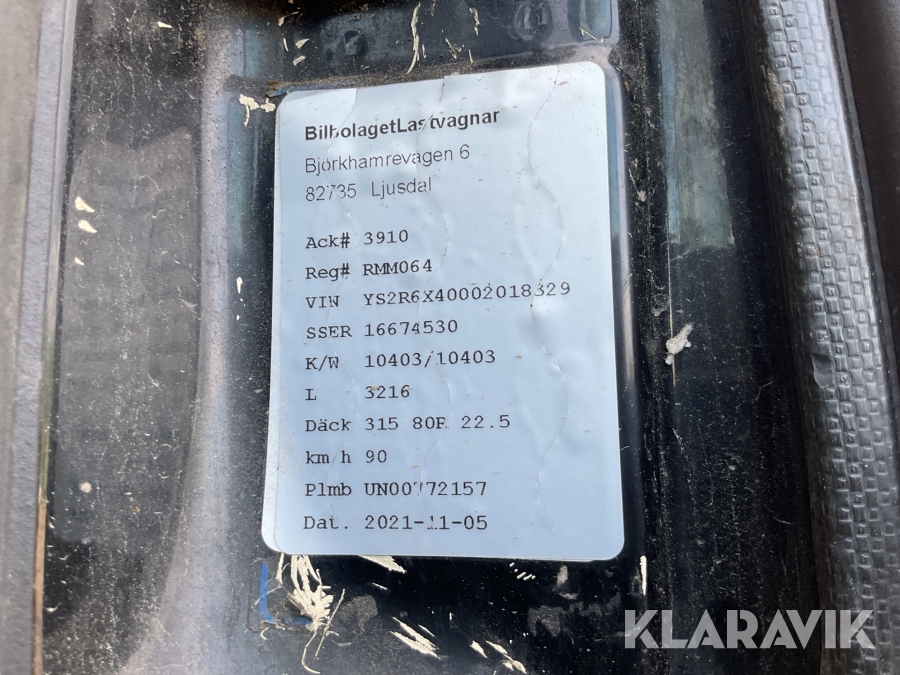 BilbolagetLastvagnar
Björkhamrevagen 6
82735 Ljusdal
Ack# 3910
Reg# RMM064
VIN YS2R6X40002018329
SSER 16674530
K/W 10403/10403
L 3216
Däck 315 80R 22.5
km h 90
Plmb UN00772157
Dat. 2021-11-05
KLARAVIK